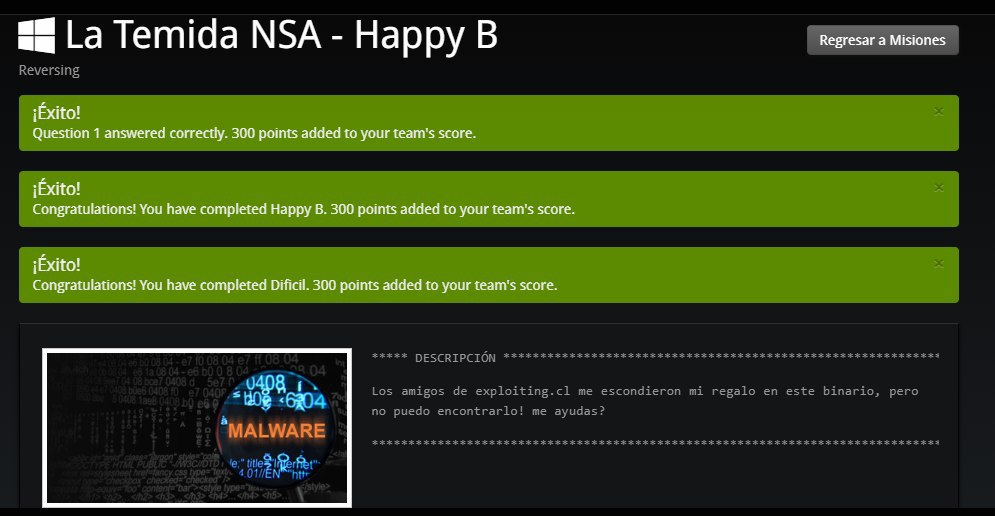 La Temida NSA - Happy B
Regresar a Misiones
Reversing
¡Éxito!
×
Question 1 answered correctly. 300 points added to your team's score.
¡Éxito!
×
Congratulations! You have completed Happy B. 300 points added to your team's score.
¡Éxito!
×
Congratulations! You have completed Dificil. 300 points added to your team's score.
***** DESCRIPCIÓN ************************************************************
Los amigos de exploiting.cl me escondieron mi regalo en este binario, pero
no puedo encontrarlo! me ayudas?
******************************************************************************
0408
MALWARE